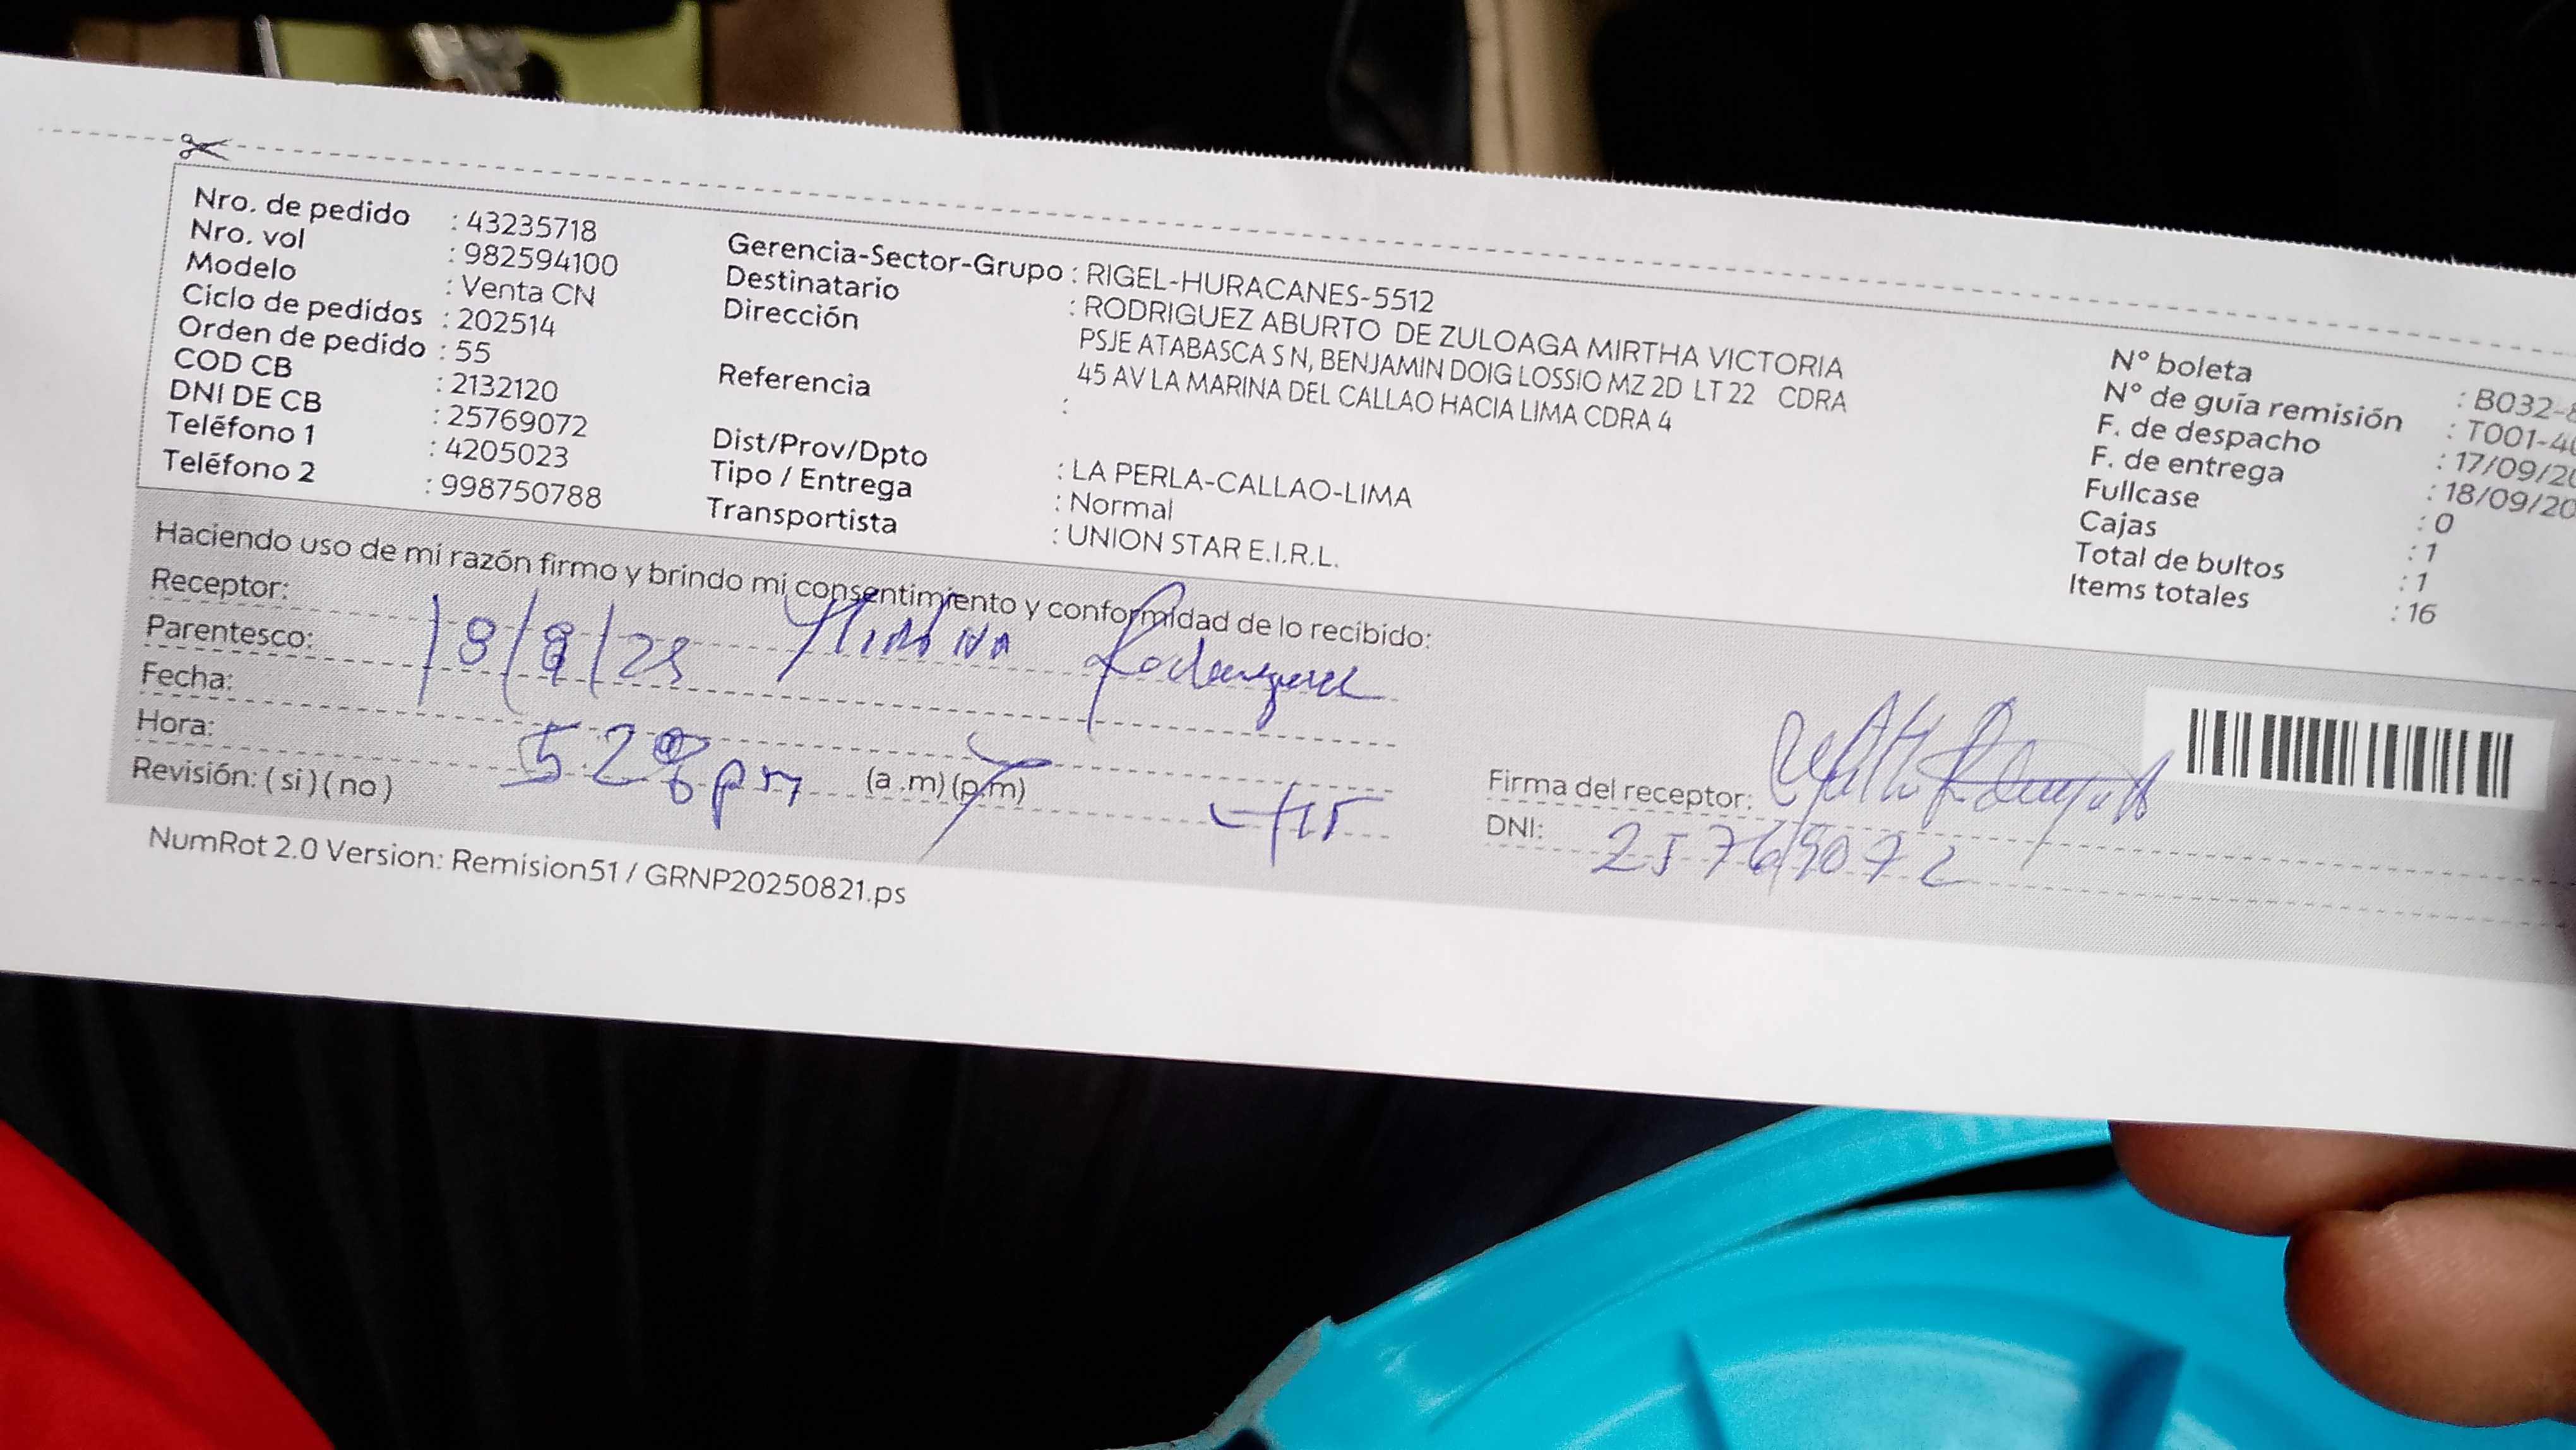 Nro. de pedido : 43235718
Nro. vol : 982594100
Modelo : Venta CN
Ciclo de pedidos : 202514
Orden de pedido : 55
COD CB : 2132120
DNI DE CB : 25769072
Teléfono 1 : 4205023
Teléfono 2 : 998750788
Gerencia-Sector-Grupo : RIGEL-HURACANES-5512
Destinatario : RODRIGUEZ ABURTO DE ZULOAGA MIRTHA VICTORIA
Dirección PSJE ATABASCA S N, BENJAMIN DOIG LOSSIO MZ 2D LT 22 CDRA
45 AV LA MARINA DEL CALLAO HACIA LIMA CDRA 4
Referencia :
Dist/Prov/Dpto : LA PERLA-CALLAO-LIMA
Tipo / Entrega : Normal
Transportista : UNION STAR E.I.R.L.
N° boleta : B032-
N° de guía remisión : T001-4
F. de despacho : 17/09/20
F. de entrega : 18/09/20
Fullcase : 0
Cajas : 1
Total de bultos : 1
Items totales : 16
Haciendo uso de mi razón firmo y brindo mi consentimiento y conformidad de lo recibido:
Receptor:
Parentesco: Rodriguez
Fecha:
Hora: (a .m) (p.m)
Revisión: ( si ) ( no )
Firma del receptor:
DNI: 25769072
NumRot 2.0 Version: Remision51 / GRNP20250821.ps